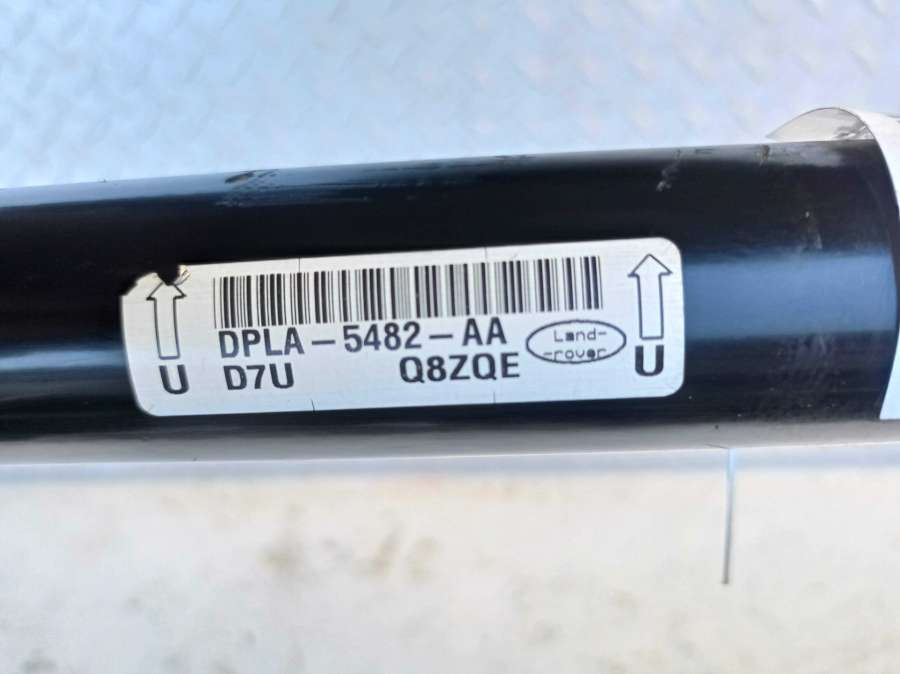 DPLA-5482-AA
D7U Q8ZQE
Land-
-rover
U
U